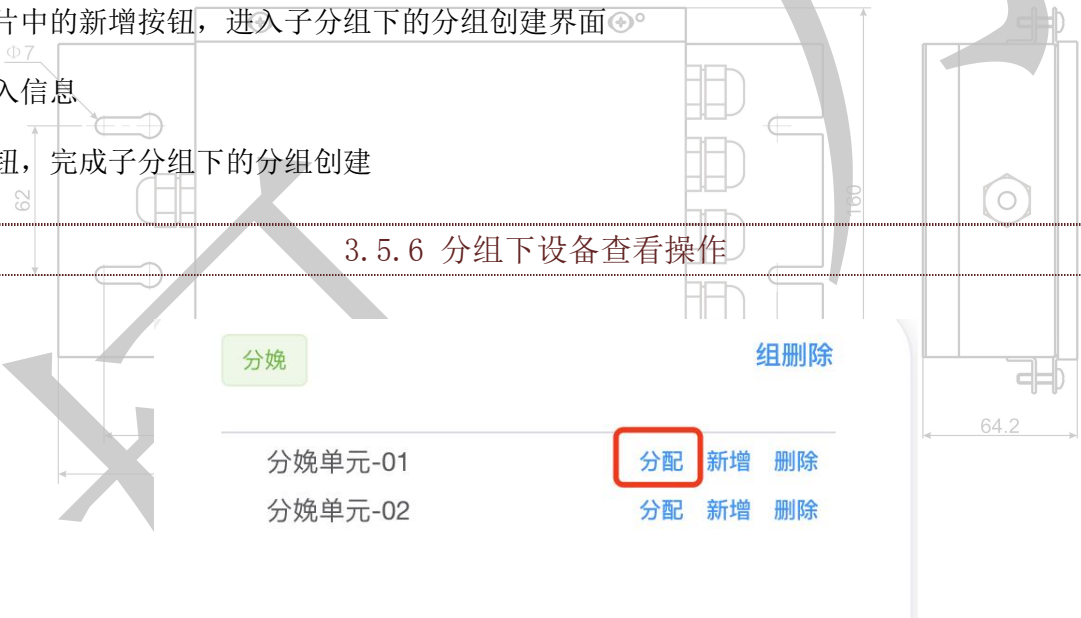 片中的新增按钮，进入子分组下的分组创建界面
Φ7
入信息
钮，完成子分组下的分组创建
62
160
3.5.6 分组下设备查看操作
分娩 组删除
64.2
分娩单元-01 分配 新增 删除
分娩单元-02 分配 新增 删除